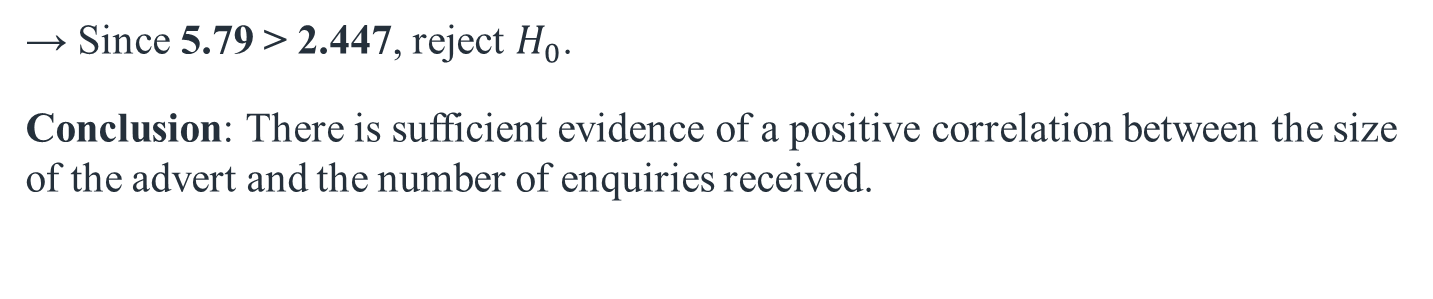 → Since 5.79 > 2.447, reject H₀.
Conclusion: There is sufficient evidence of a positive correlation between the size
of the advert and the number of enquiries received.